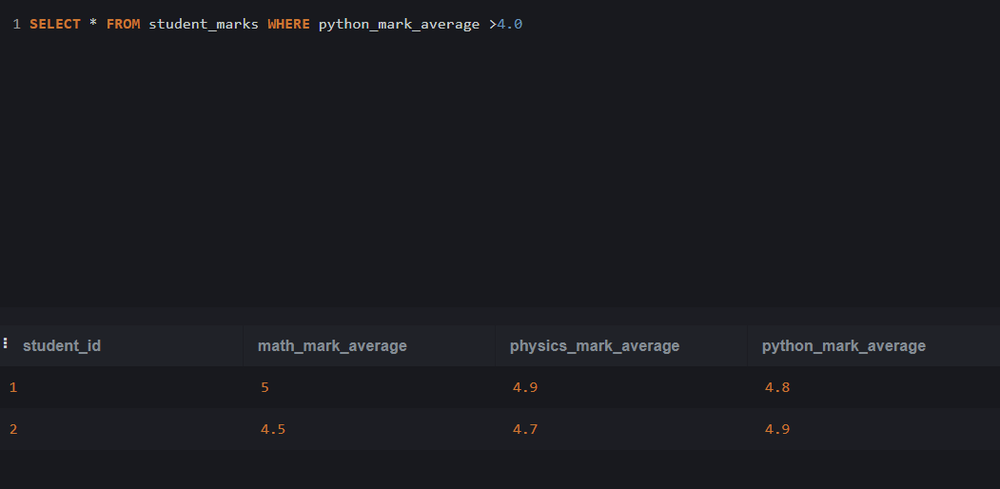 1 SELECT * FROM student_marks WHERE python_mark_average >4.0
student_id math_mark_average physics_mark_average python_mark_average
1 5 4.9 4.8
2 4.5 4.7 4.9